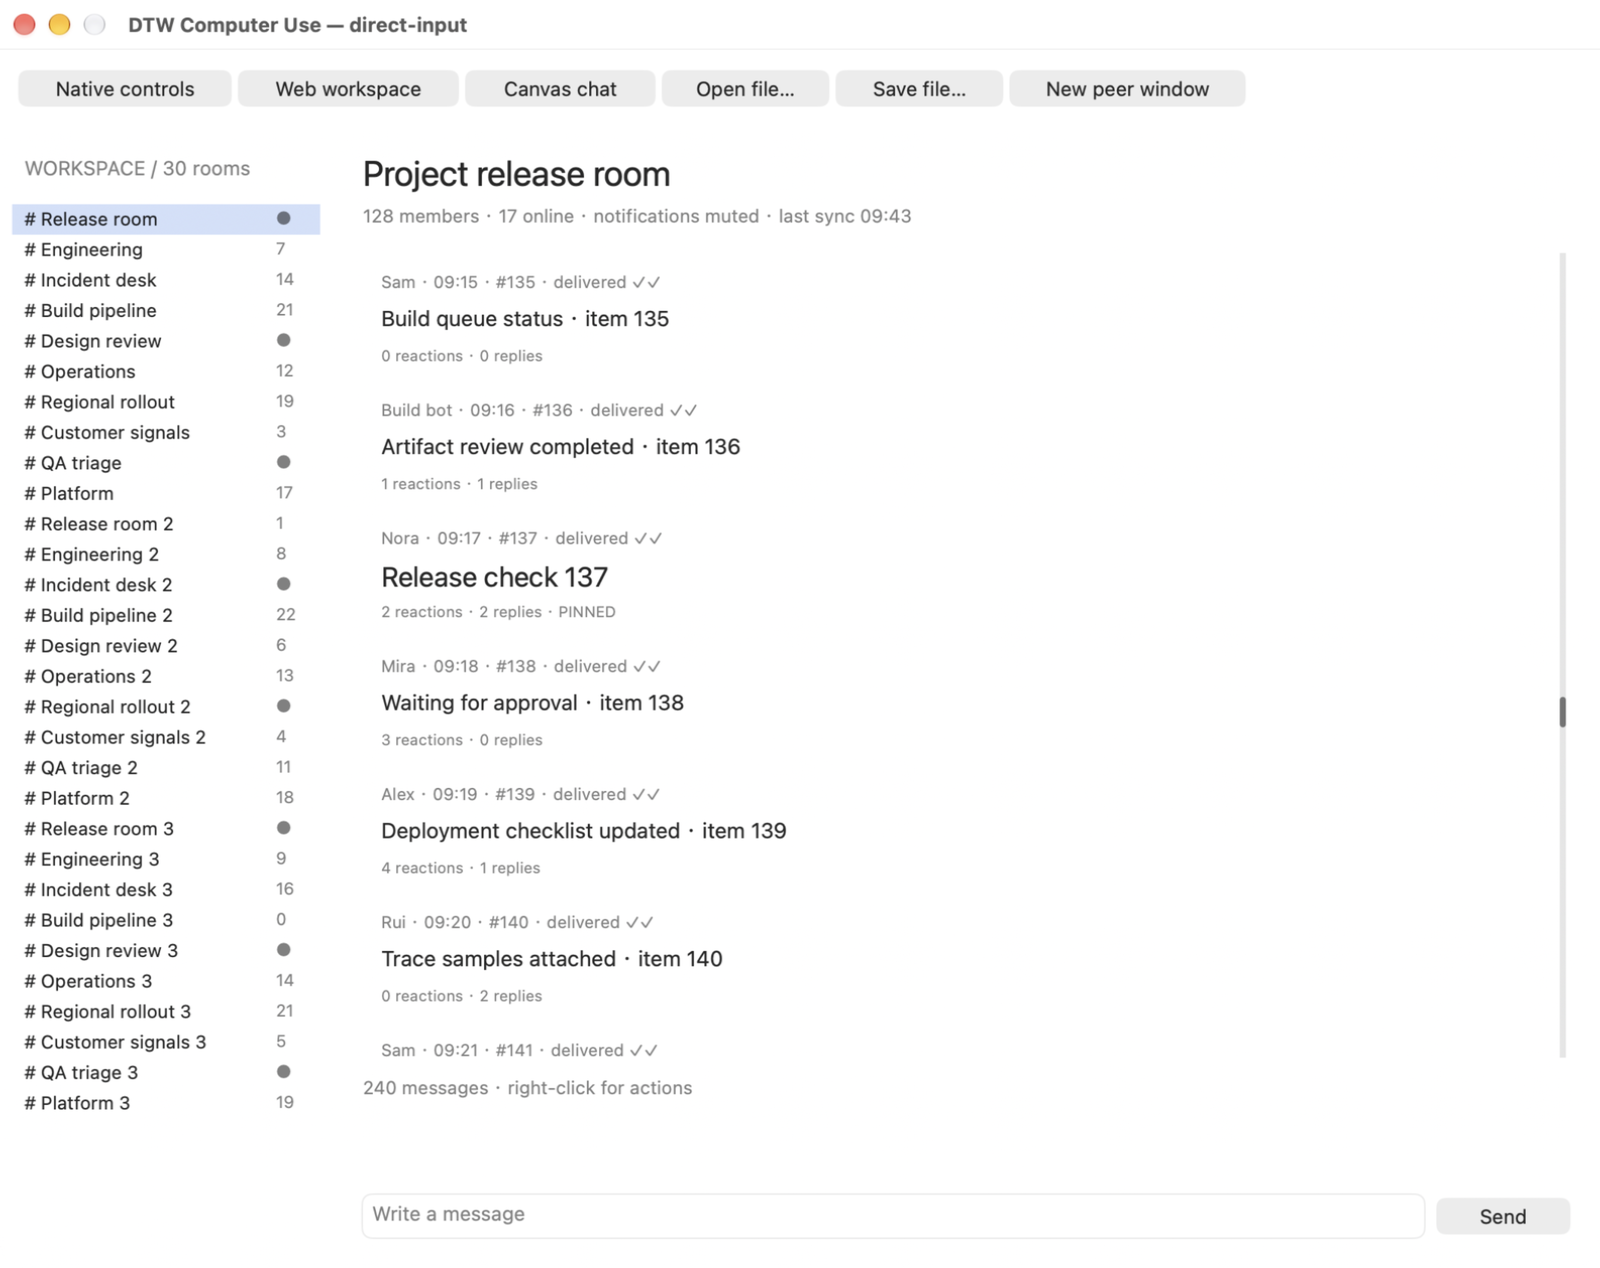 DTW Computer Use — direct-input
Native controls
Web workspace
Canvas chat
Open file...
Save file...
New peer window
WORKSPACE / 30 rooms
# Release room
# Engineering 7
# Incident desk 14
# Build pipeline 21
# Design review
# Operations 12
# Regional rollout 19
# Customer signals 3
# QA triage
# Platform 17
# Release room 2 1
# Engineering 2 8
# Incident desk 2
# Build pipeline 2 22
# Design review 2 6
# Operations 2 13
# Regional rollout 2
# Customer signals 2 4
# QA triage 2 11
# Platform 2 18
# Release room 3
# Engineering 3 9
# Incident desk 3 16
# Build pipeline 3 0
# Design review 3
# Operations 3 14
# Regional rollout 3 21
# Customer signals 3 5
# QA triage 3
# Platform 3 19
Project release room
128 members · 17 online · notifications muted · last sync 09:43
Sam · 09:15 · #135 · delivered ✓✓
Build queue status · item 135
0 reactions · 0 replies
Build bot · 09:16 · #136 · delivered ✓✓
Artifact review completed · item 136
1 reactions · 1 replies
Nora · 09:17 · #137 · delivered ✓✓
Release check 137
2 reactions · 2 replies · PINNED
Mira · 09:18 · #138 · delivered ✓✓
Waiting for approval · item 138
3 reactions · 0 replies
Alex · 09:19 · #139 · delivered ✓✓
Deployment checklist updated · item 139
4 reactions · 1 replies
Rui · 09:20 · #140 · delivered ✓✓
Trace samples attached · item 140
0 reactions · 2 replies
Sam · 09:21 · #141 · delivered ✓✓
240 messages · right-click for actions
Write a message
Send